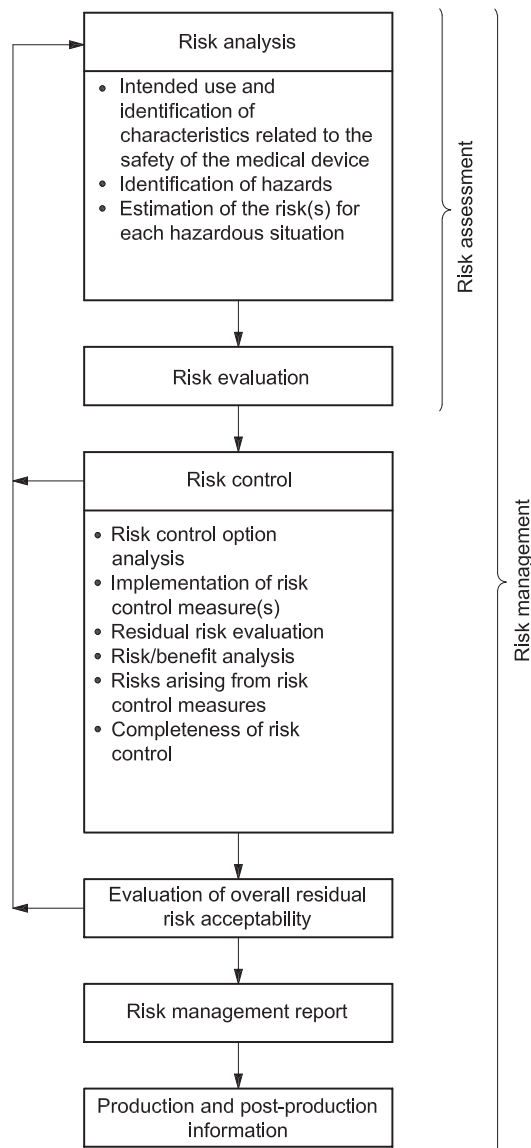 Risk analysis
• Intended use and
identification of
characteristics related to the
safety of the medical device
• Identification of hazards
• Estimation of the risk(s) for
each hazardous situation
Risk evaluation
Risk control
• Risk control option
analysis
• Implementation of risk
control measure(s)
• Residual risk evaluation
• Risk/benefit analysis
• Risks arising from risk
control measures
• Completeness of risk
control
Evaluation of overall residual
risk acceptability
Risk management report
Production and post-production
information
Risk assessment
Risk management